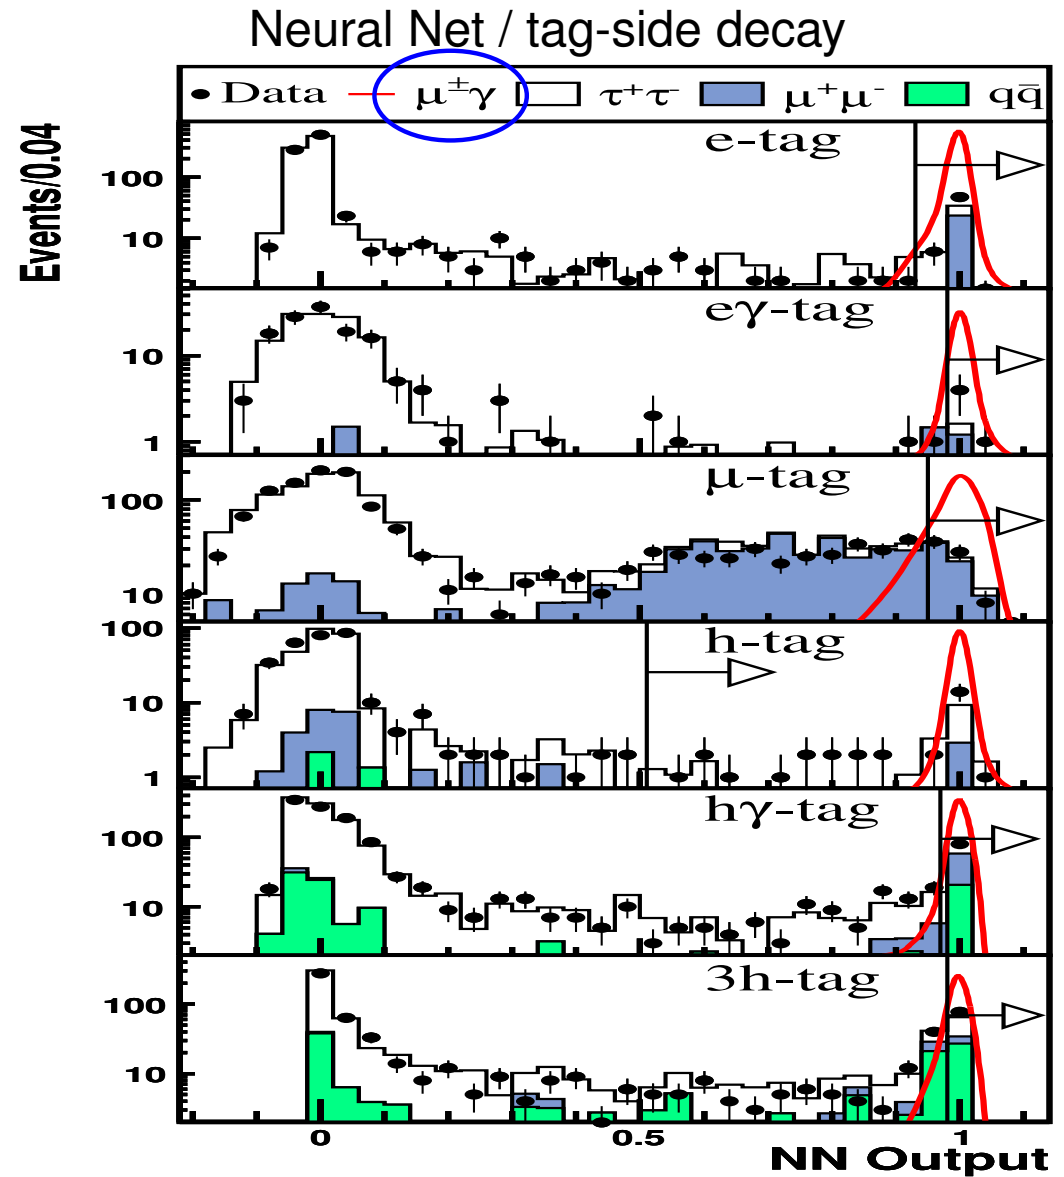 Neural Net / tag-side decay
Data μ±γ τ⁺τ⁻ μ⁺μ⁻ qq̄
Events/0.04
e-tag
100
10
eγ-tag
10
1
μ-tag
100
10
h-tag
100
10
1
hγ-tag
100
10
3h-tag
100
10
0 0.5 1
NN Output